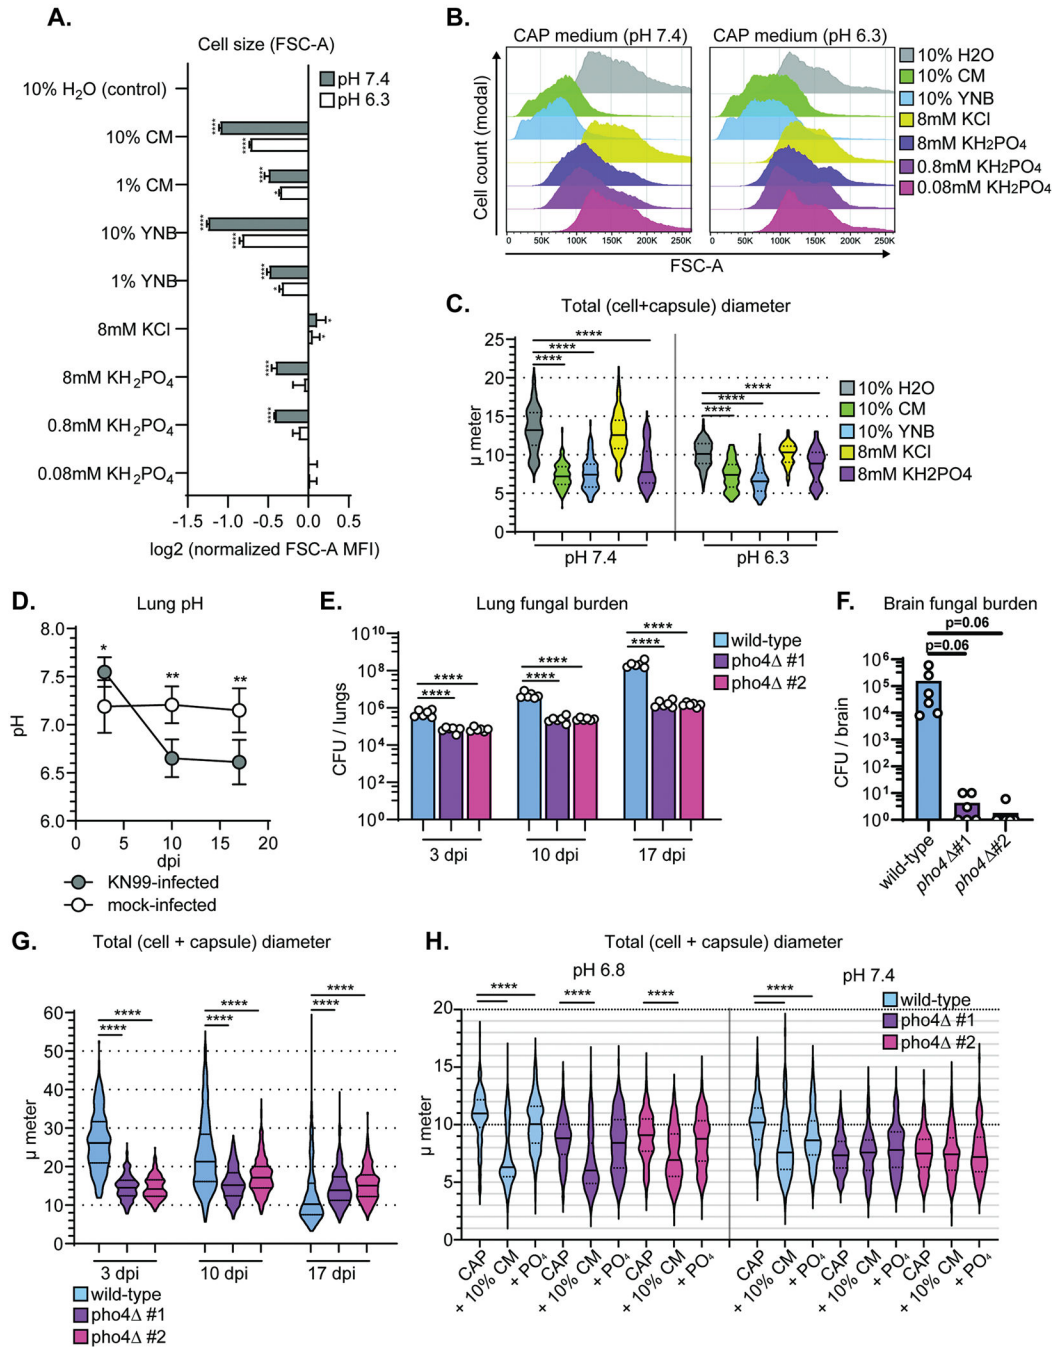 A.
Cell size (FSC-A)
pH 7.4
pH 6.3
10% H2O (control)
10% CM
1% CM
10% YNB
1% YNB
8mM KCl
8mM KH2PO4
0.8mM KH2PO4
0.08mM KH2PO4
-1.5 -1.0 -0.5 0.0 0.5
log2 (normalized FSC-A MFI)
B.
CAP medium (pH 7.4) CAP medium (pH 6.3)
Cell count (modal)
0 50K 100K 150K 200K 250K
0 50K 100K 150K 200K 250K
FSC-A
10% H2O
10% CM
10% YNB
8mM KCl
8mM KH2PO4
0.8mM KH2PO4
0.08mM KH2PO4
C.
Total (cell+capsule) diameter
µ meter
25
20
15
10
5
0
****
****
****
****
****
****
pH 7.4 pH 6.3
10% H2O
10% CM
10% YNB
8mM KCl
8mM KH2PO4
D.
Lung pH
pH
8.0
7.5
7.0
6.5
6.0
* ** **
0 5 10 15 20
dpi
KN99-infected
mock-infected
E.
Lung fungal burden
CFU / lungs
10^10
10^8
10^6
10^4
10^2
10^0
****
****
****
****
****
****
3 dpi 10 dpi 17 dpi
wild-type
pho4Δ #1
pho4Δ #2
F.
Brain fungal burden
p=0.06
p=0.06
CFU / brain
10^6
10^5
10^4
10^3
10^2
10^1
10^0
wild-type
pho4Δ#1
pho4Δ#2
G.
Total (cell + capsule) diameter
µ meter
60
50
40
30
20
10
0
****
****
****
****
****
****
3 dpi 10 dpi 17 dpi
wild-type
pho4Δ #1
pho4Δ #2
H.
Total (cell + capsule) diameter
pH 6.8 pH 7.4
µ meter
20
10
0
**** **** **** ****
wild-type
pho4Δ #1
pho4Δ #2
CAP + 10% CM + PO4 CAP + 10% CM + PO4 CAP + 10% CM + PO4
CAP + 10% CM + PO4 CAP + 10% CM + PO4 CAP + 10% CM + PO4